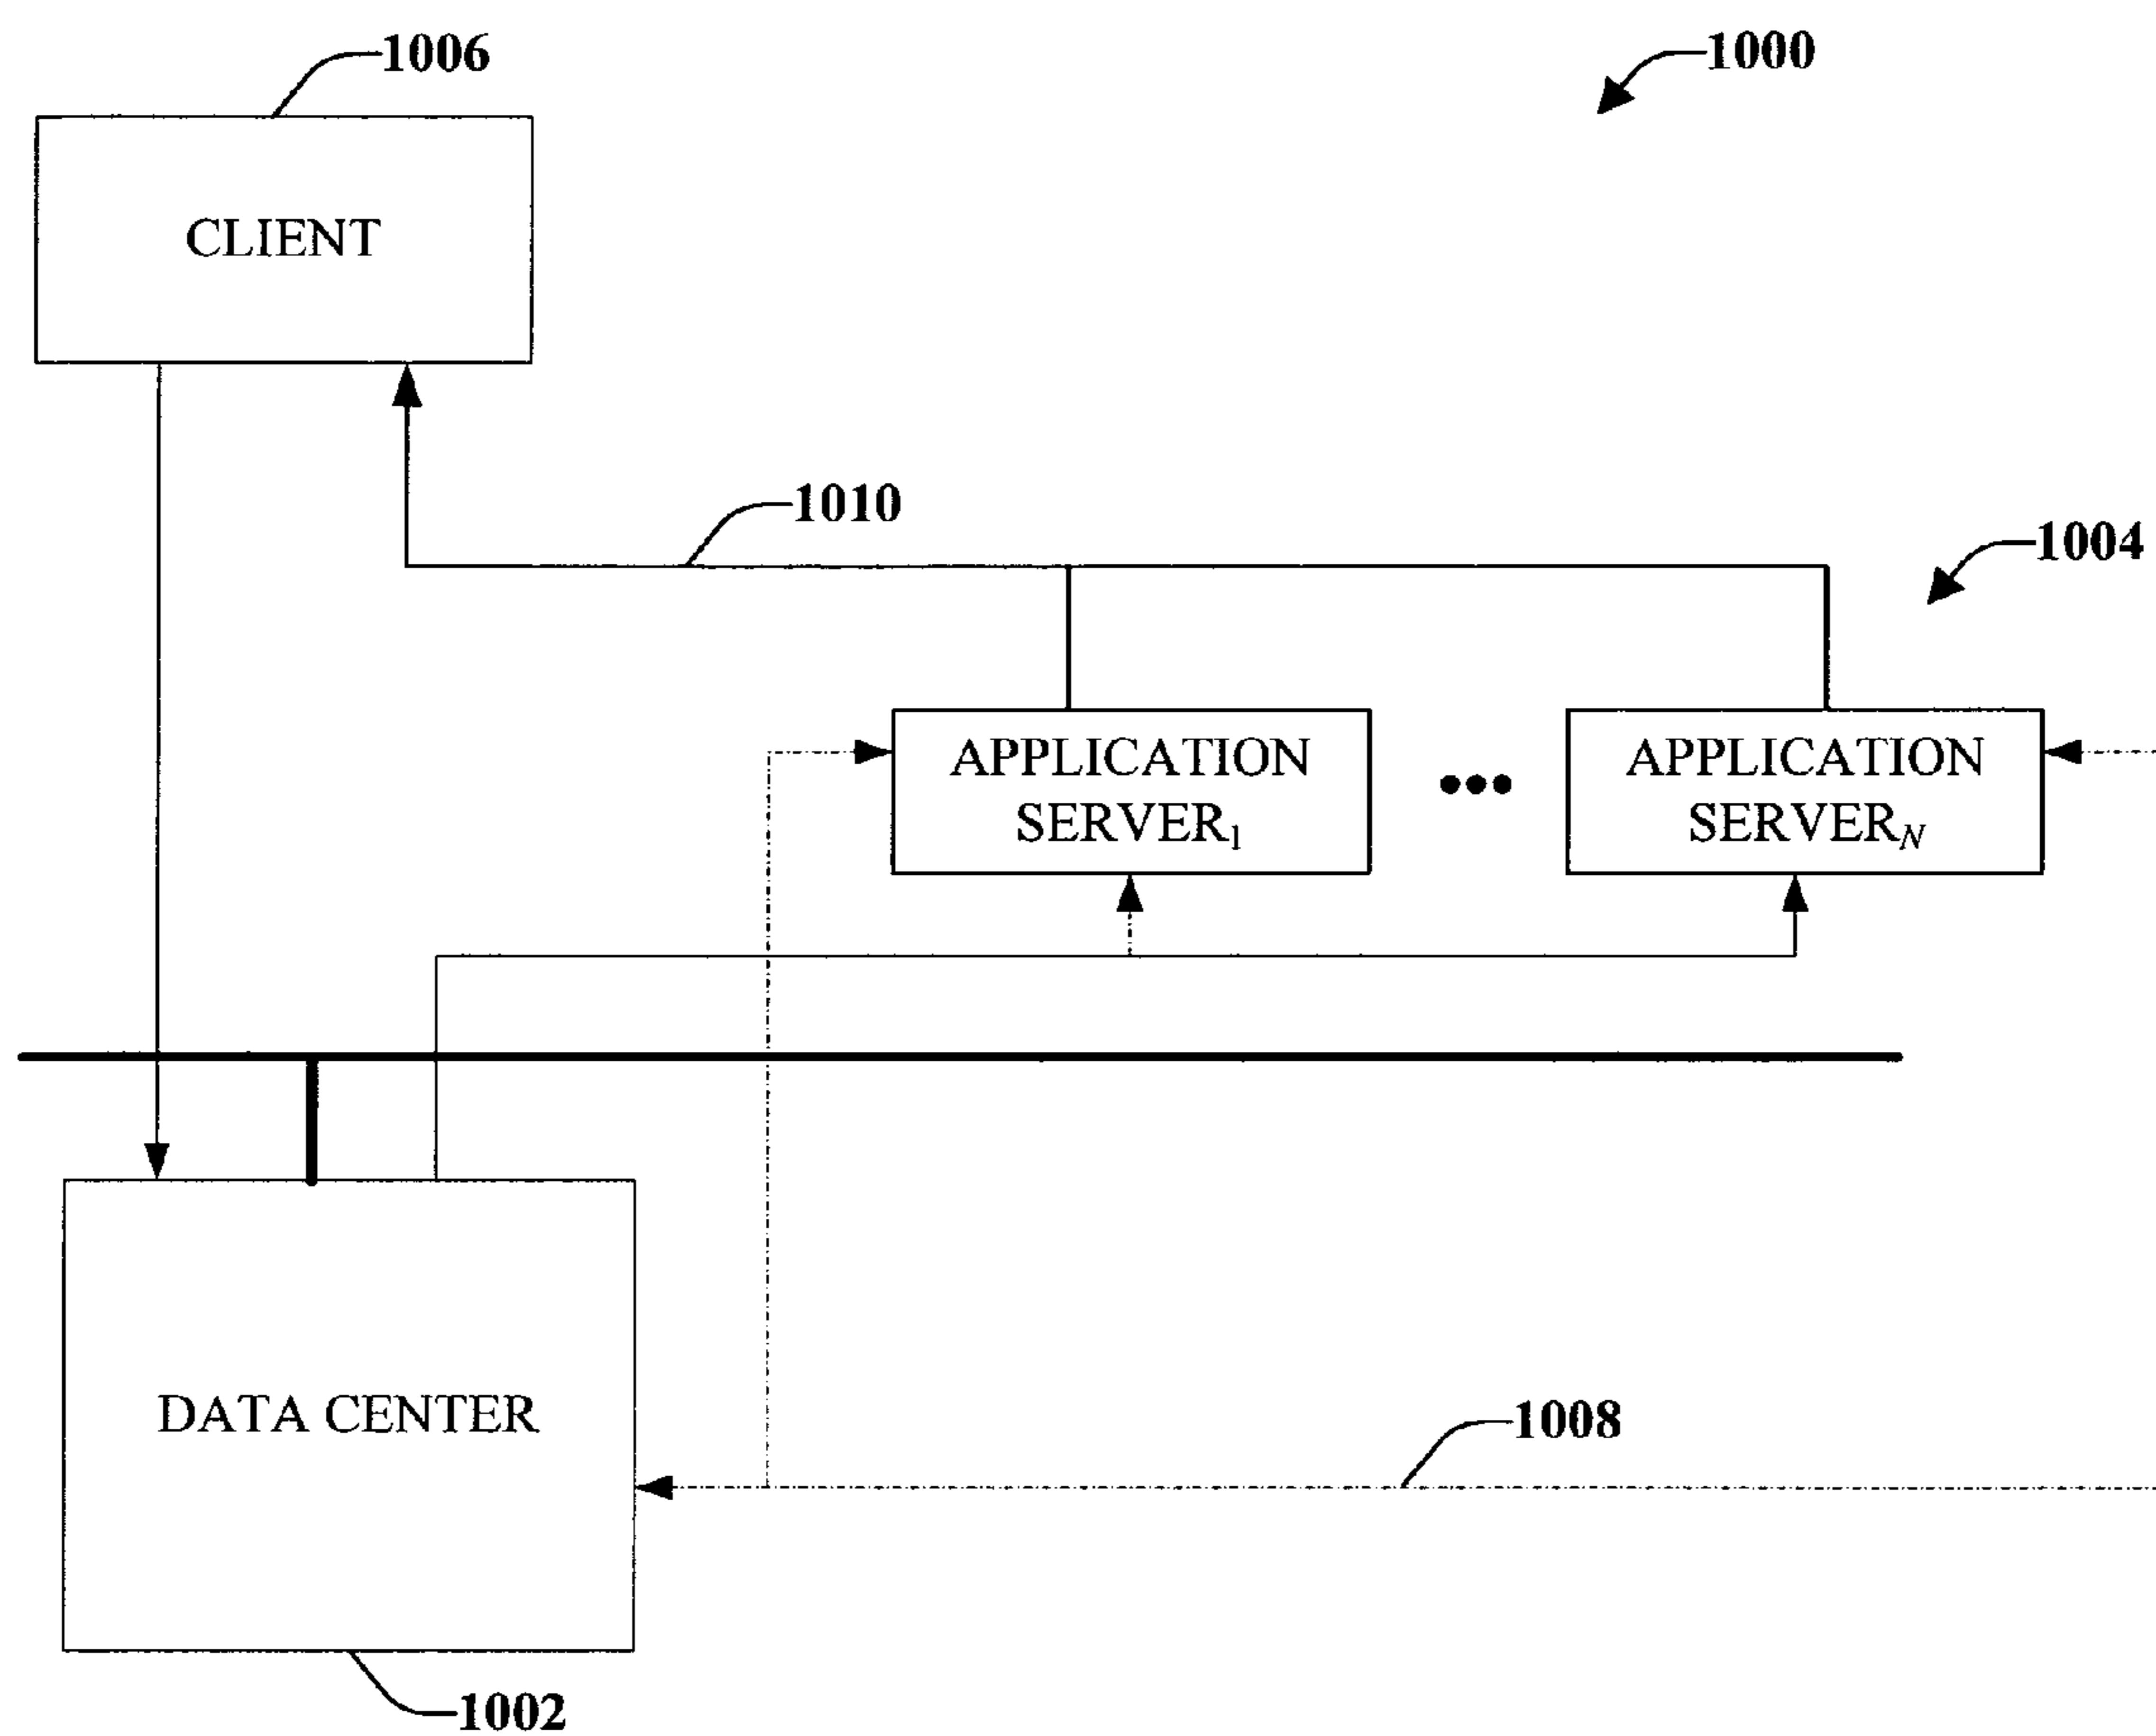 1006
1000
CLIENT
1010
1004
APPLICATION
SERVER1
APPLICATION
SERVERN
DATA CENTER
1008
1002